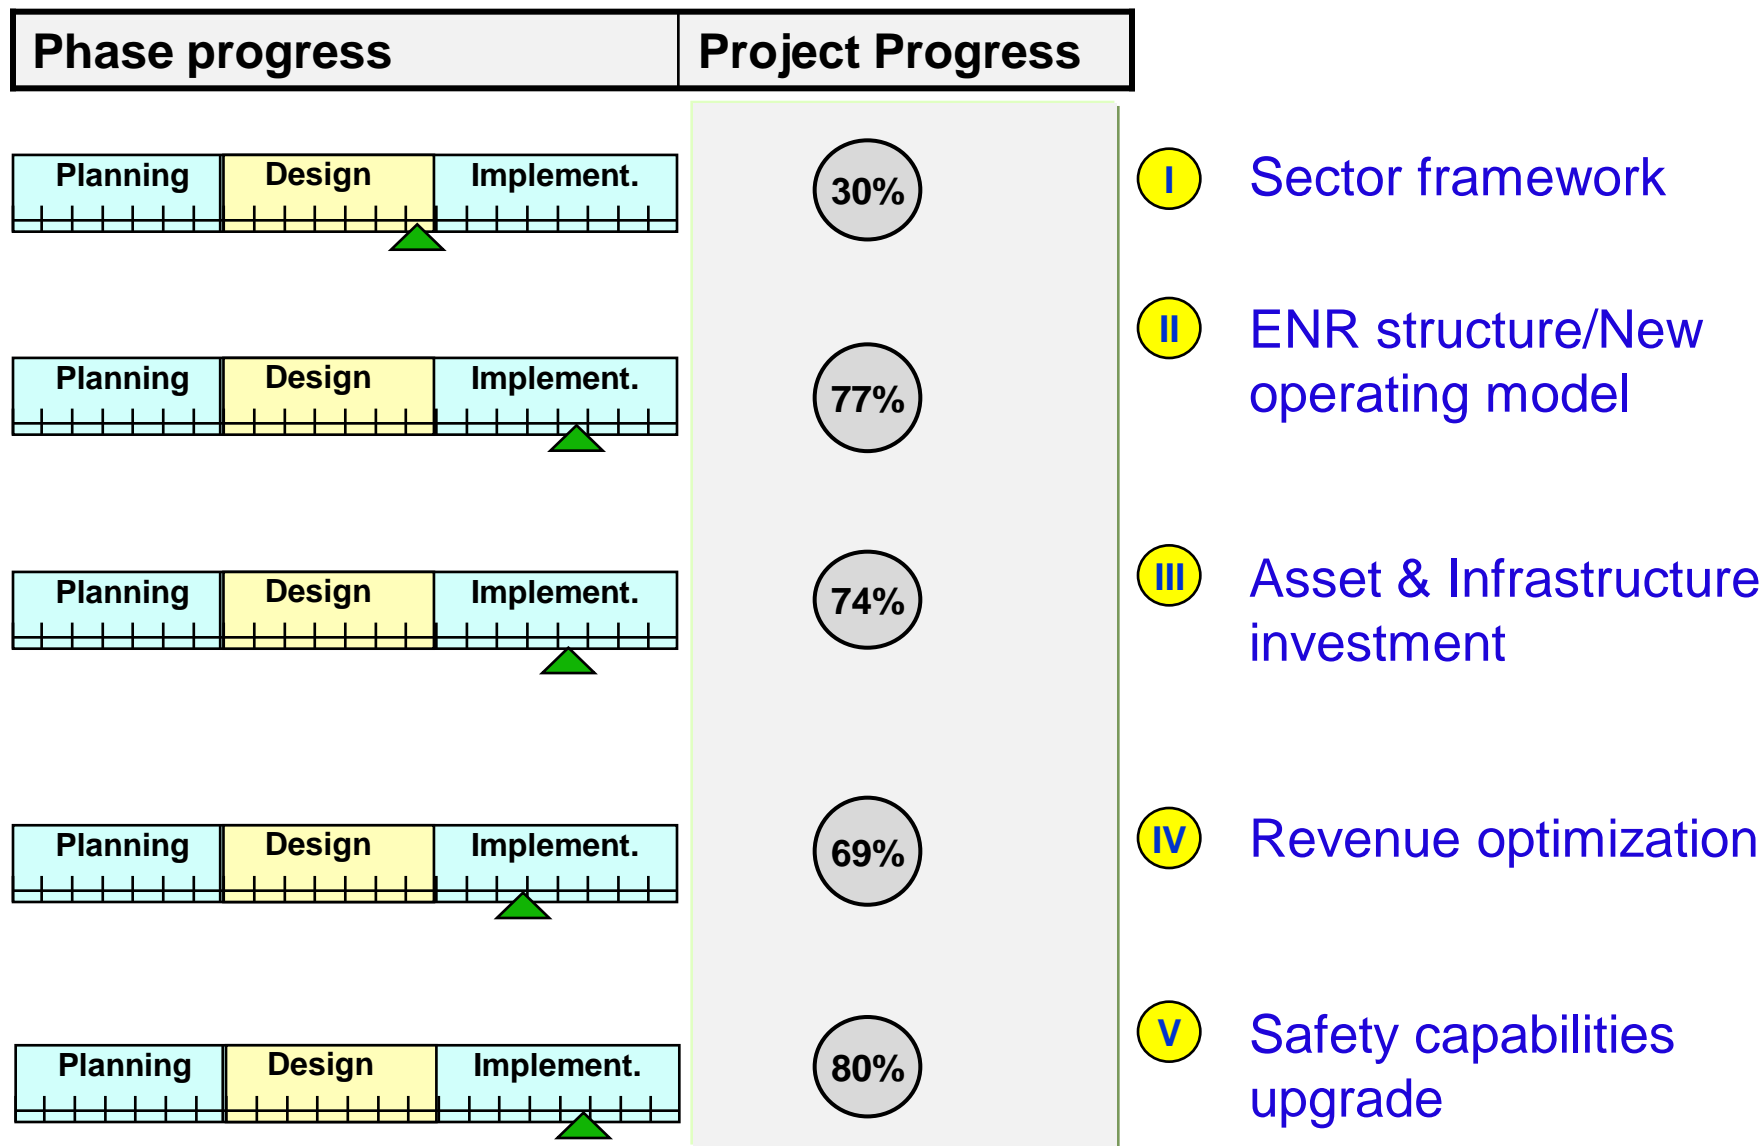 Phase progress Project Progress
Planning Design Implement. 30% I Sector framework
Planning Design Implement. 77% II ENR structure/New
operating model
Planning Design Implement. 74% III Asset & Infrastructure
investment
Planning Design Implement. 69% IV Revenue optimization
Planning Design Implement. 80% V Safety capabilities
upgrade